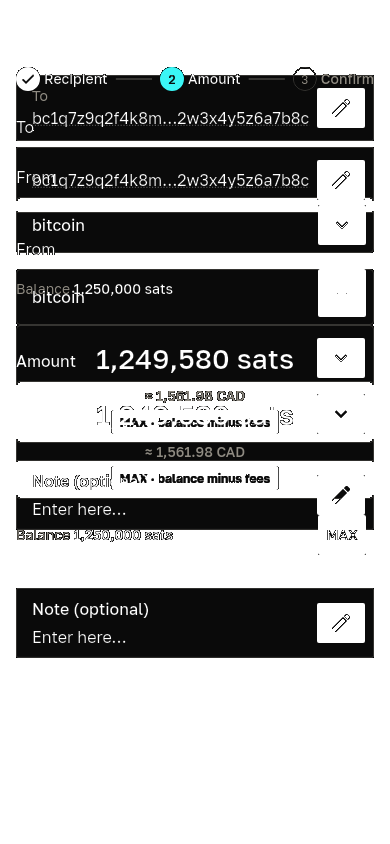 Recipient
2 Amount
3 Confirm
To
bc1q7z9q2f4k8m...2w3x4y5z6a7b8c
To
From
bc1q7z9q2f4k8m...2w3x4y5z6a7b8c
bitcoin
From
Balance 1,250,000 sats
bitcoin
Amount 1,249,580 sats
≈ 1,561.98 CAD
MAX · balance minus fees
≈ 1,561.98 CAD
Note (opti
MAX · balance minus fees
Enter here...
Balance 1,250,000 sats MAX
Note (optional)
Enter here...